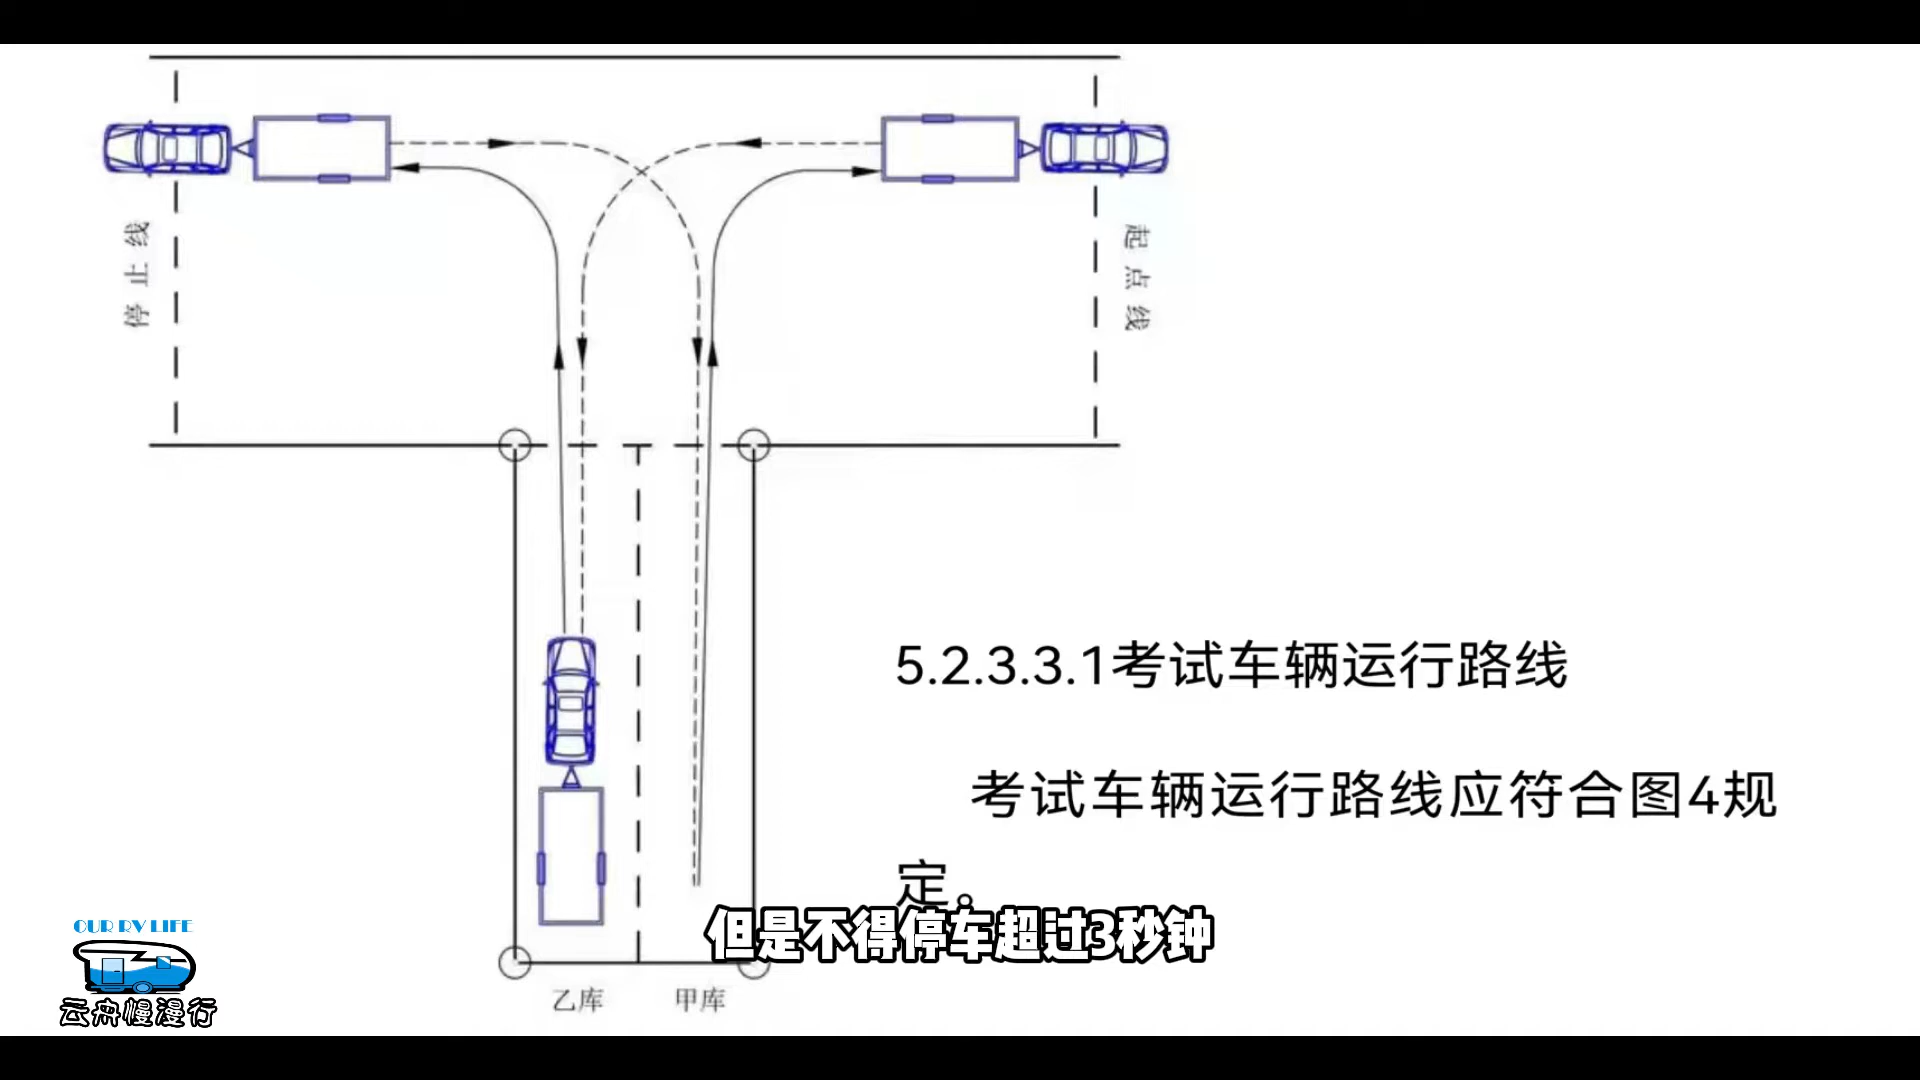 停止线
起点线
5.2.3.3.1考试车辆运行路线
考试车辆运行路线应符合图4规
定。
但是不得停车超过3秒钟
乙库
甲库
OUR RV LIFE
云舟慢漫行